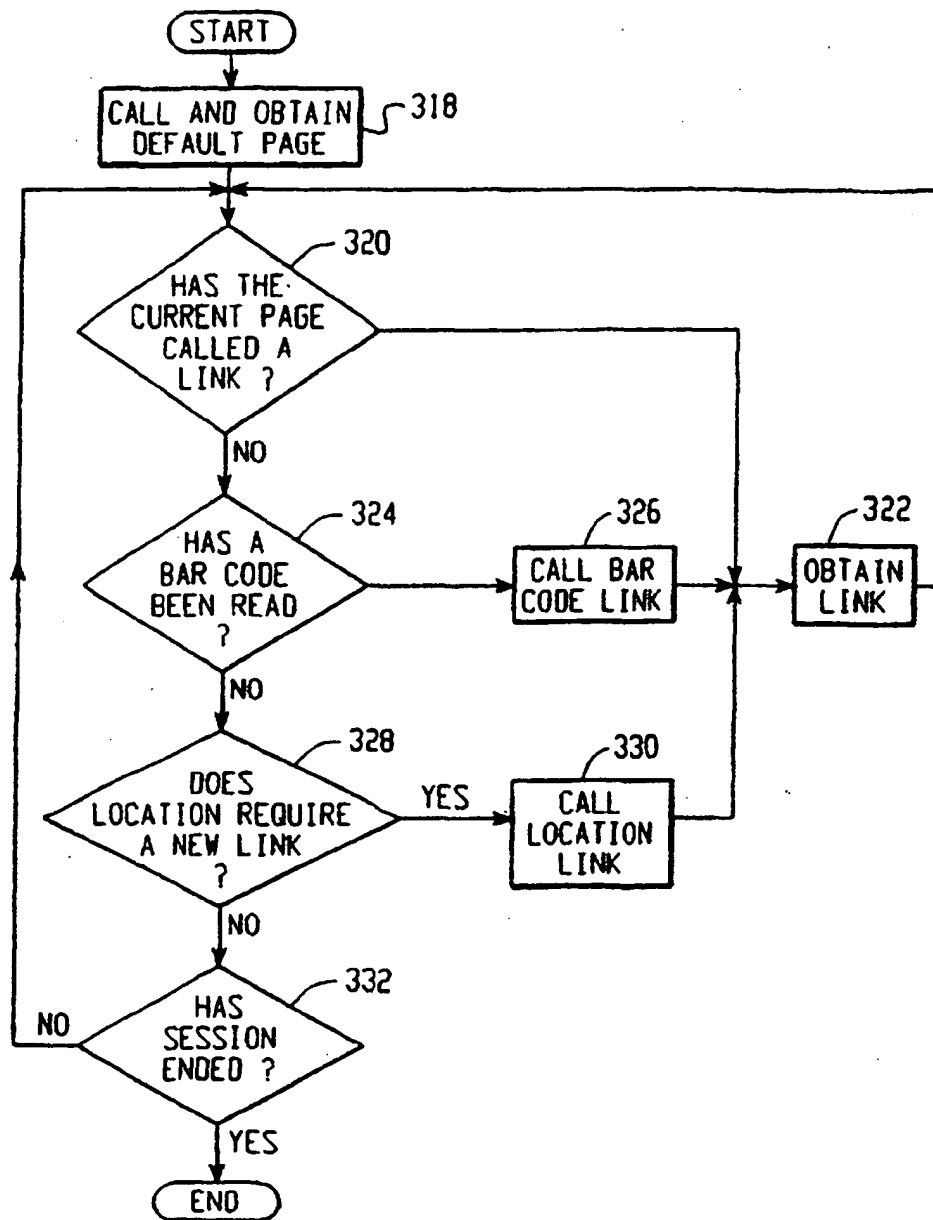 START
CALL AND OBTAIN
DEFAULT PAGE
318
320
HAS THE
CURRENT PAGE
CALLED A
LINK ?
NO
324
HAS A
BAR CODE
BEEN READ
?
326
CALL BAR
CODE LINK
322
OBTAIN
LINK
NO
328
DOES
LOCATION REQUIRE
A NEW LINK
?
YES
330
CALL
LOCATION
LINK
NO
332
HAS
SESSION
ENDED ?
NO
YES
END